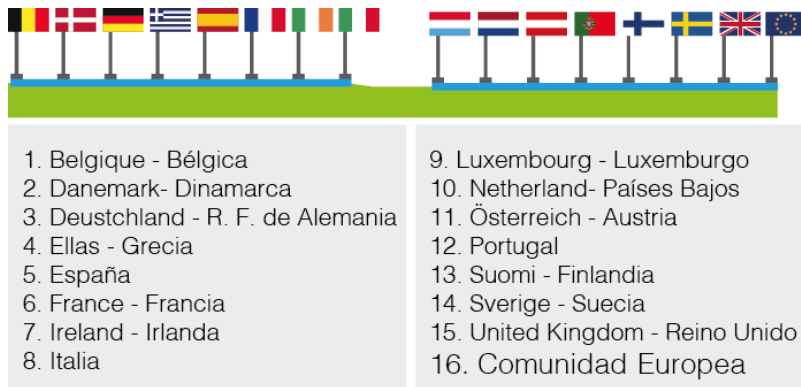 1. Belgique - Bélgica
2. Danemark- Dinamarca
3. Deustchland - R. F. de Alemania
4. Ellas - Grecia
5. España
6. France - Francia
7. Ireland - Irlanda
8. Italia
9. Luxembourg - Luxemburgo
10. Netherland- Países Bajos
11. Österreich - Austria
12. Portugal
13. Suomi - Finlandia
14. Sverige - Suecia
15. United Kingdom - Reino Unido
16. Comunidad Europea